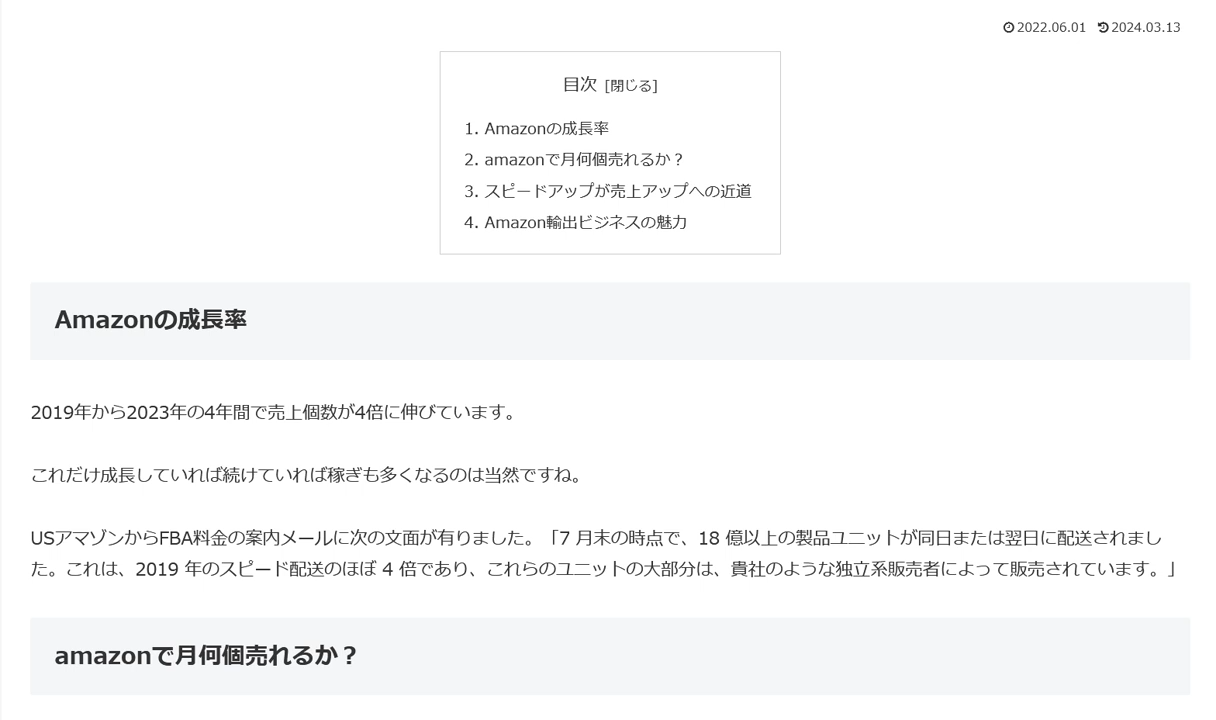 2022.06.01 2024.03.13
目次 [閉じる]
1. Amazonの成長率
2. amazonで月何個売れるか？
3. スピードアップが売上アップへの近道
4. Amazon輸出ビジネスの魅力
Amazonの成長率
2019年から2023年の4年間で売上個数が4倍に伸びています。
これだけ成長していれば続けていれば稼ぎも多くなるのは当然ですね。
USアマゾンからFBA料金の案内メールに次の文面が有りました。「7 月末の時点で、18 億以上の製品ユニットが同日または翌日に配送されまし
た。これは、2019 年のスピード配送のほぼ 4 倍であり、これらのユニットの大部分は、貴社のような独立系販売者によって販売されています。」
amazonで月何個売れるか？